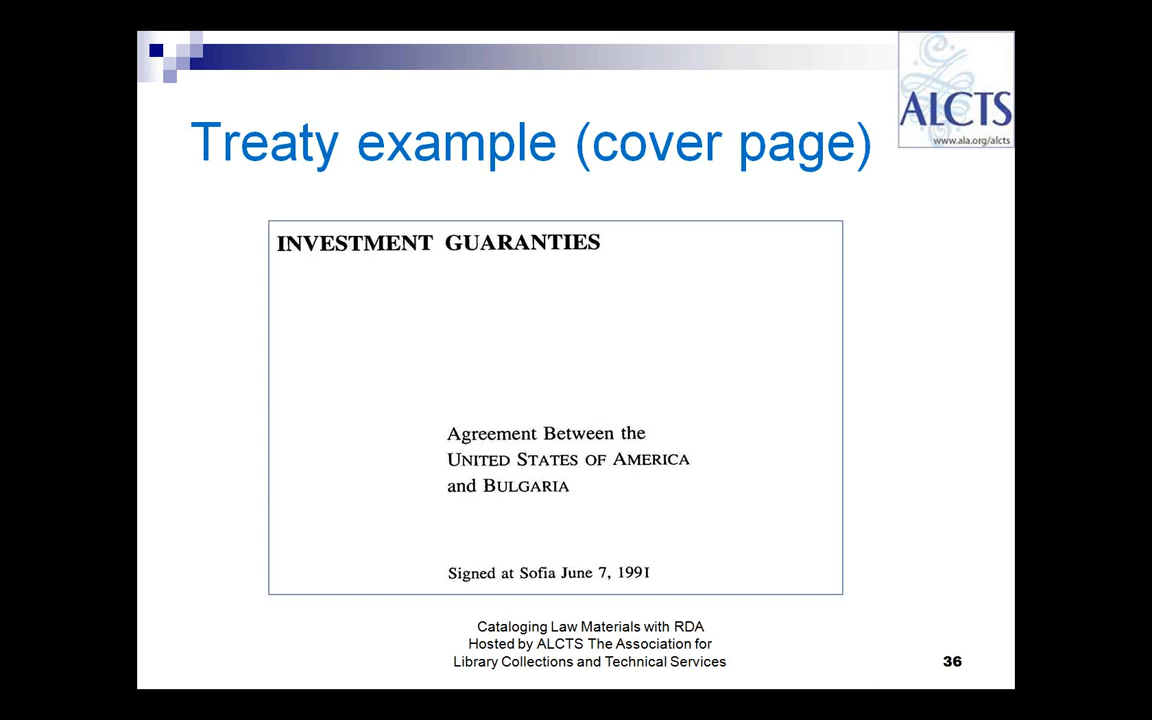 ALCTS
www.ala.org/alcts
Treaty example (cover page)
INVESTMENT GUARANTIES
Agreement Between the
UNITED STATES OF AMERICA
and BULGARIA
Signed at Sofia June 7, 1991
Cataloging Law Materials with RDA
Hosted by ALCTS The Association for
Library Collections and Technical Services
36